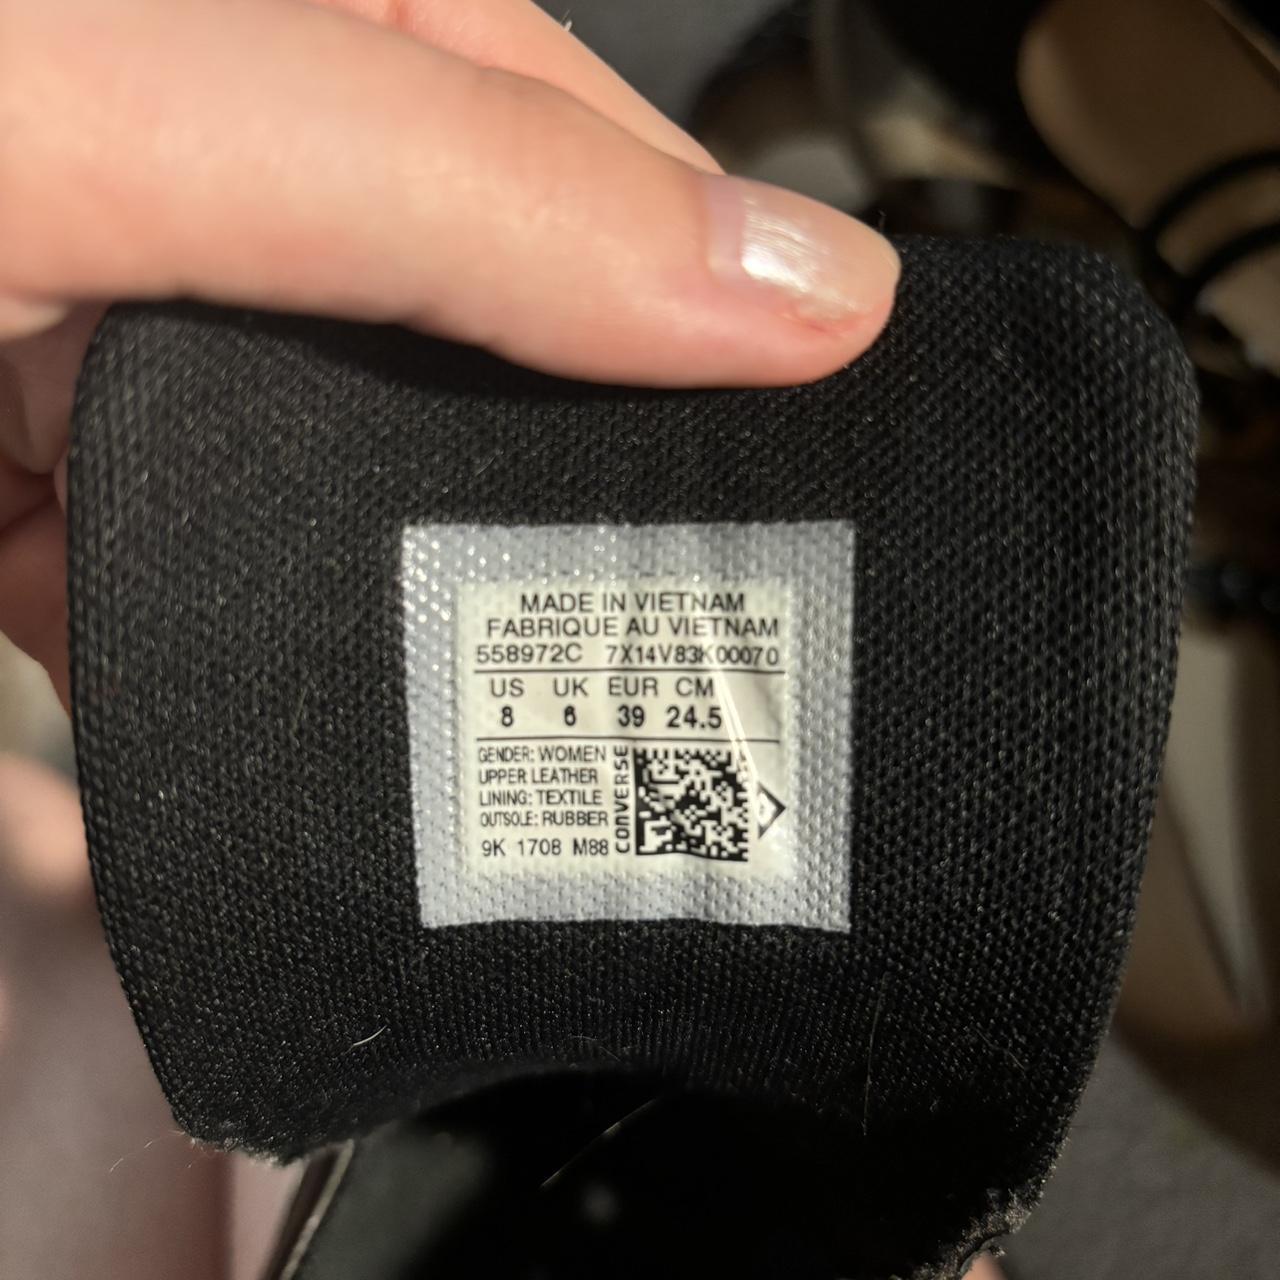 MADE IN VIETNAM
FABRIQUE AU VIETNAM
558972C 7X14V83K00070
US UK EUR CM
8 6 39 24.5
GENDER: WOMEN
UPPER LEATHER
LINING: TEXTILE
OUTSOLE: RUBBER
9K 1708 M88
CONVERSE